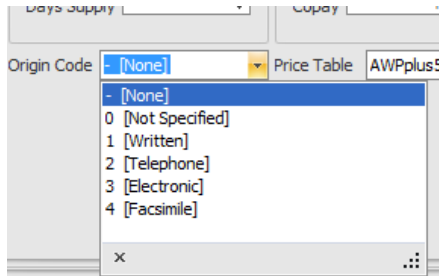 Days Supply
Copay
Origin Code - [None] Price Table AWPplus5
- [None]
0 [Not Specified]
1 [Written]
2 [Telephone]
3 [Electronic]
4 [Facsimile]